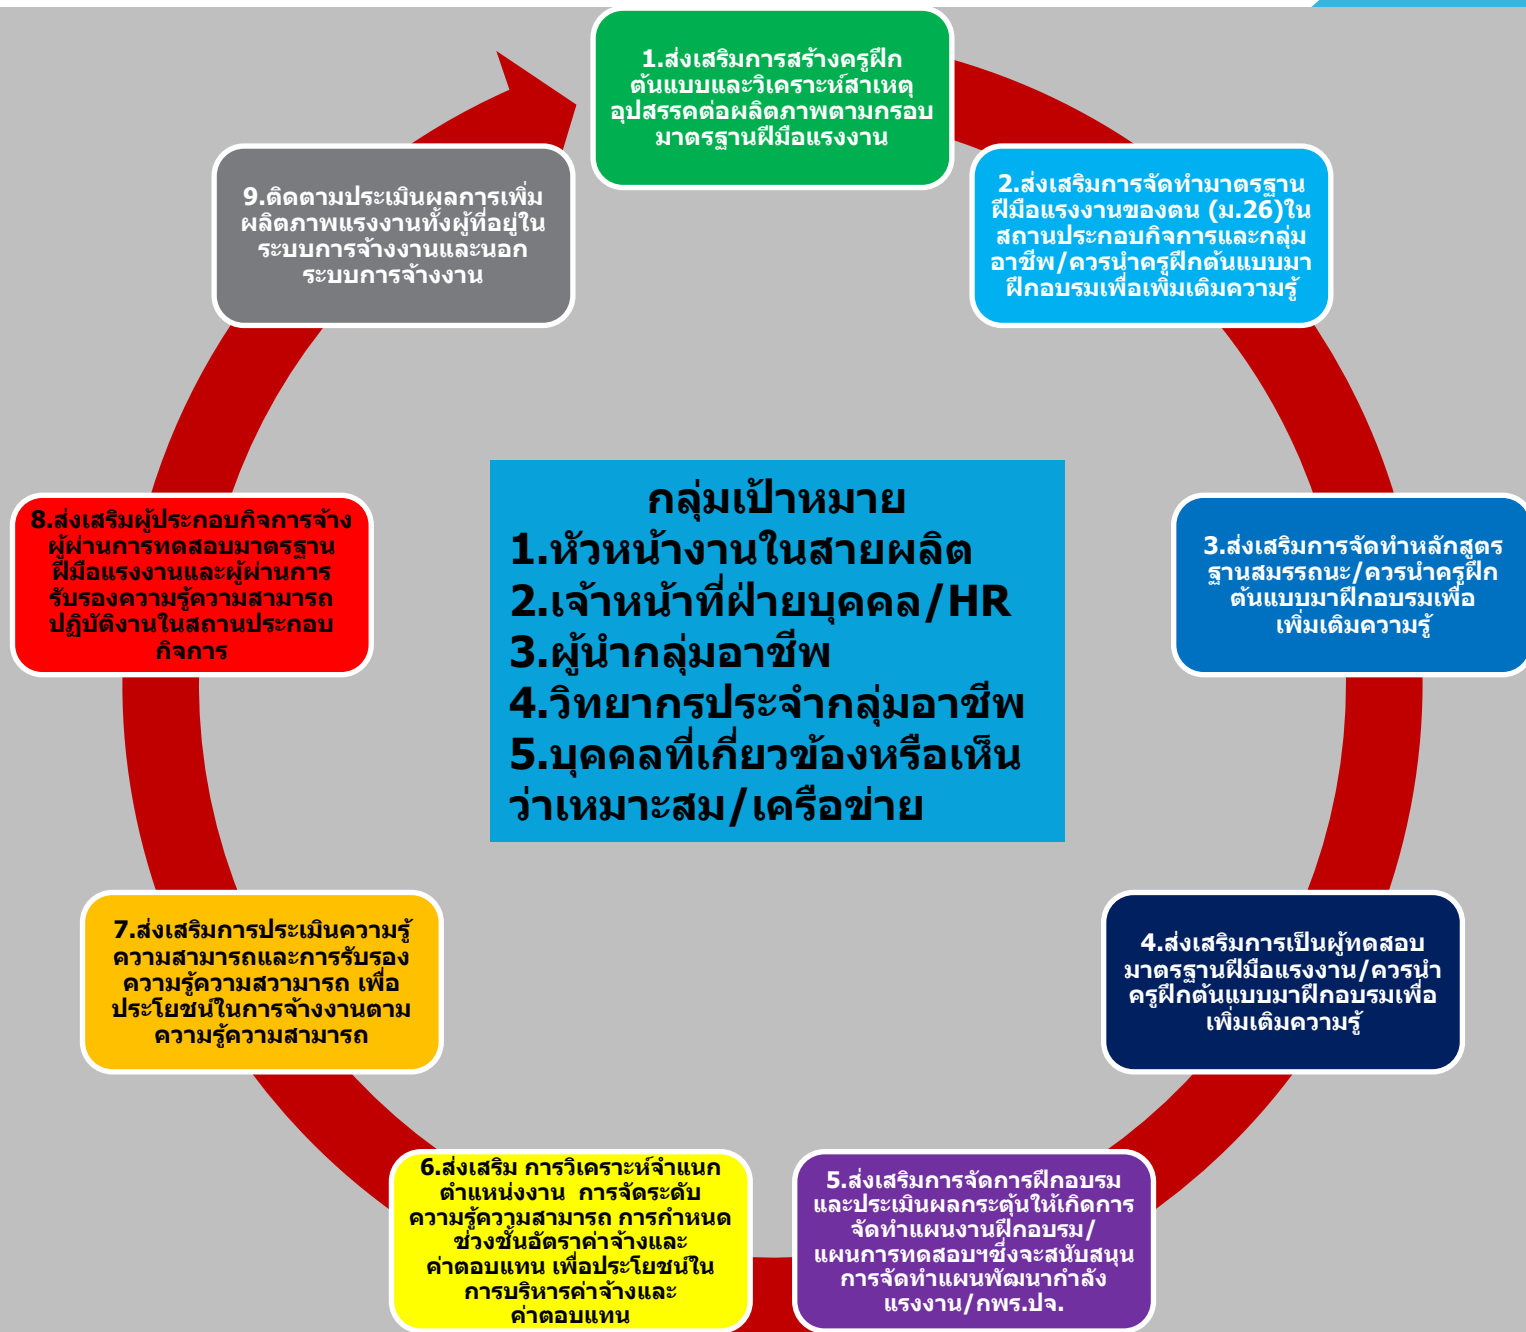 1.ส่งเสริมการสร้างครูฝึก
ต้นแบบและวิเคราะห์สาเหตุ
อุปสรรคต่อผลิตภาพตามกรอบ
มาตรฐานฝีมือแรงงาน
2.ส่งเสริมการจัดทำมาตรฐาน
ฝีมือแรงงานของตน (ม.26)ใน
สถานประกอบกิจการและกลุ่ม
อาชีพ/ควรนำครูฝึกต้นแบบมา
ฝึกอบรมเพื่อเพิ่มเติมความรู้
3.ส่งเสริมการจัดทำหลักสูตร
ฐานสมรรถนะ/ควรนำครูฝึก
ต้นแบบมาฝึกอบรมเพื่อ
เพิ่มเติมความรู้
4.ส่งเสริมการเป็นผู้ทดสอบ
มาตรฐานฝีมือแรงงาน/ควรนำ
ครูฝึกต้นแบบมาฝึกอบรมเพื่อ
เพิ่มเติมความรู้
5.ส่งเสริมการจัดการฝึกอบรม
และประเมินผลกระตุ้นให้เกิดการ
จัดทำแผนงานฝึกอบรม/
แผนการทดสอบฯซึ่งจะสนับสนุน
การจัดทำแผนพัฒนากำลัง
แรงงาน/กพร.ปจ.
6.ส่งเสริม การวิเคราะห์จำแนก
ตำแหน่งงาน  การจัดระดับ
ความรู้ความสามารถ การกำหนด
ช่วงชั้นอัตราค่าจ้างและ
ค่าตอบแทน เพื่อประโยชน์ใน
การบริหารค่าจ้างและ
ค่าตอบแทน
7.ส่งเสริมการประเมินความรู้
ความสามารถและการรับรอง
ความรู้ความสวามารถ เพื่อ
ประโยชน์ในการจ้างงานตาม
ความรู้ความสามารถ
8.ส่งเสริมผู้ประกอบกิจการจ้าง
ผู้ผ่านการทดสอบมาตรฐาน
ฝีมือแรงงานและผู้ผ่านการ
รับรองความรู้ความสามารถ
ปฏิบัติงานในสถานประกอบ
กิจการ
9.ติดตามประเมินผลการเพิ่ม
ผลิตภาพแรงงานทั้งผู้ที่อยู่ใน
ระบบการจ้างงานและนอก
ระบบการจ้างงาน
กลุ่มเป้าหมาย
1.หัวหน้างานในสายผลิต
2.เจ้าหน้าที่ฝ่ายบุคคล/HR
3.ผู้นำกลุ่มอาชีพ
4.วิทยากรประจำกลุ่มอาชีพ
5.บุคคลที่เกี่ยวข้องหรือเห็น
ว่าเหมาะสม/เครือข่าย